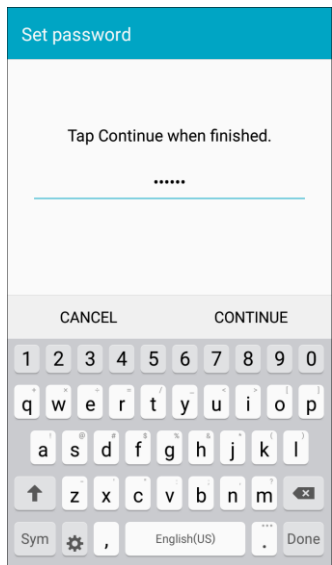 Set password
Tap Continue when finished.
••••••
CANCEL CONTINUE
1 2 3 4 5 6 7 8 9 0
q w e r t y u i o p
a s d f g h j k l
z x c v b n m
Sym , English(US) . Done